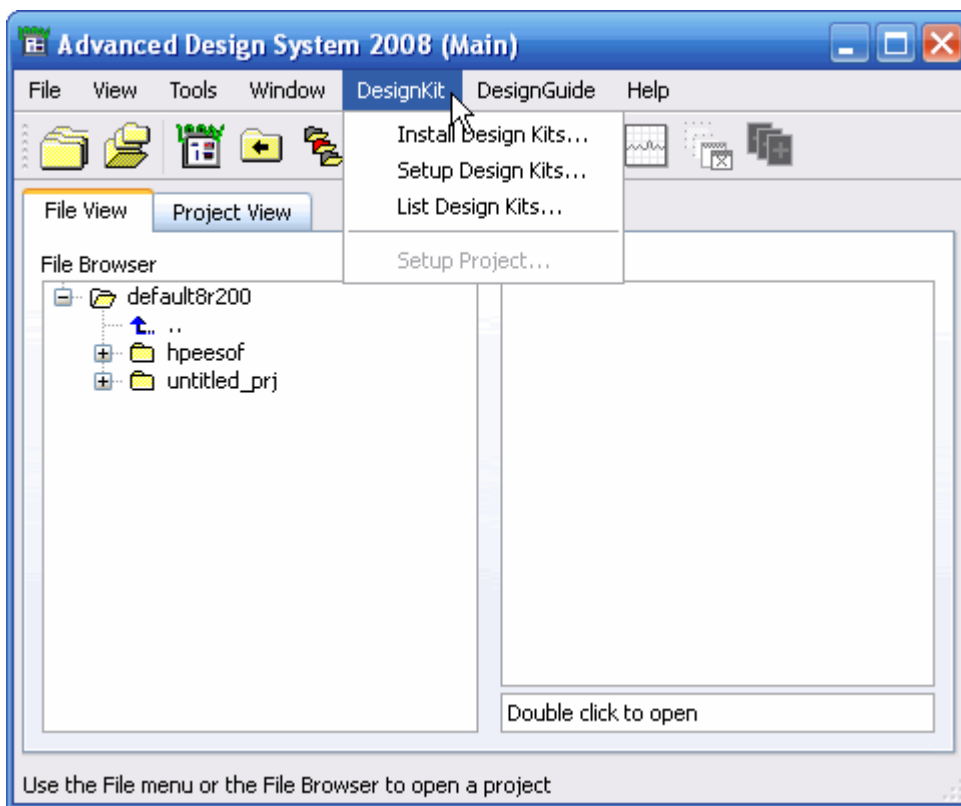 Advanced Design System 2008 (Main)
File View Tools Window DesignKit DesignGuide Help
Install Design Kits...
Setup Design Kits...
List Design Kits...
Setup Project...
File View Project View
File Browser
default8r200
..
hpeesof
untitled_prj
Double click to open
Use the File menu or the File Browser to open a project